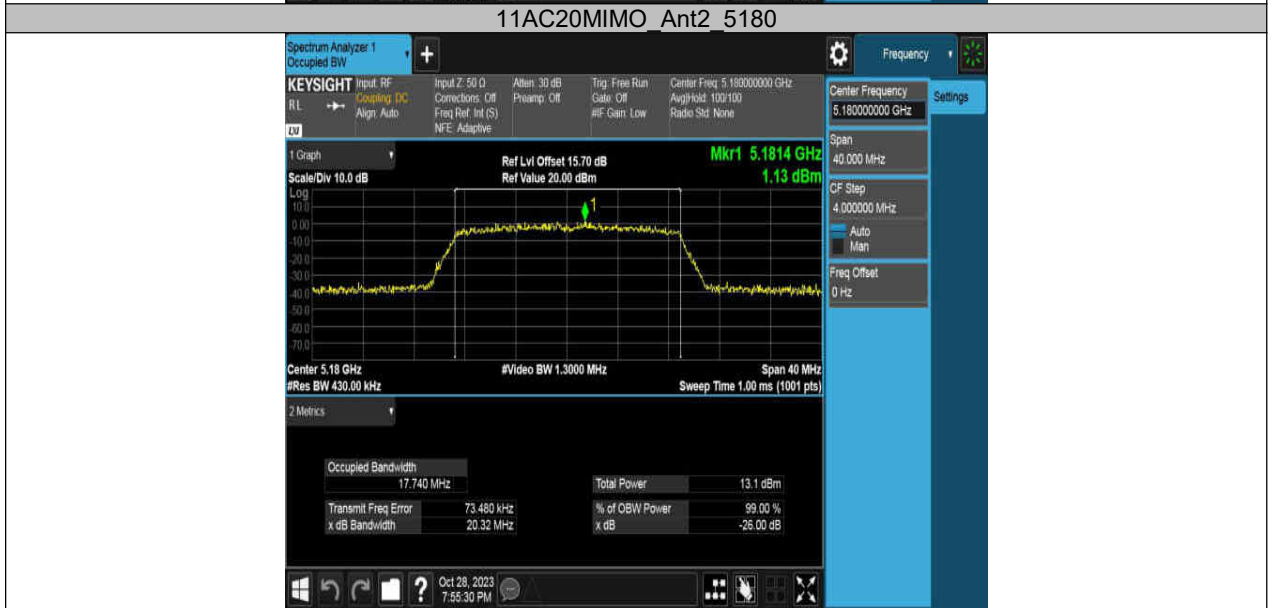 11AC20MIMO_Ant2_5180
Spectrum Analyzer 1
Occupied BW
+
Frequency
KEYSIGHT
RL
LXI
Input: RF
Coupling: DC
Align: Auto
Input Z: 50 Ω
Corrections: Off
Freq Ref: Int (S)
NFE: Adaptive
Atten: 30 dB
Preamp: Off
Trig: Free Run
Gate: Off
#IF Gain: Low
Center Freq: 5.180000000 GHz
Avg|Hold: 100/100
Radio Std: None
Center Frequency
5.18000000 GHz
Settings
Span
40.000 MHz
CF Step
4.000000 MHz
Auto
Man
Freq Offset
0 Hz
1 Graph
Scale/Div 10.0 dB
Ref Lvl Offset 15.70 dB
Ref Value 20.00 dBm
Mkr1 5.1814 GHz
1.13 dBm
Log
10.0
0.00
-10.0
-20.0
-30.0
-40.0
-50.0
-60.0
-70.0
1
Center 5.18 GHz
#Video BW 1.3000 MHz
Span 40 MHz
#Res BW 430.00 kHz
Sweep Time 1.00 ms (1001 pts)
2 Metrics
Occupied Bandwidth
17.740 MHz
Total Power 13.1 dBm
Transmit Freq Error 73.480 kHz
% of OBW Power 99.00 %
x dB Bandwidth 20.32 MHz
x dB -26.00 dB
?
Oct 28, 2023
7:55:30 PM